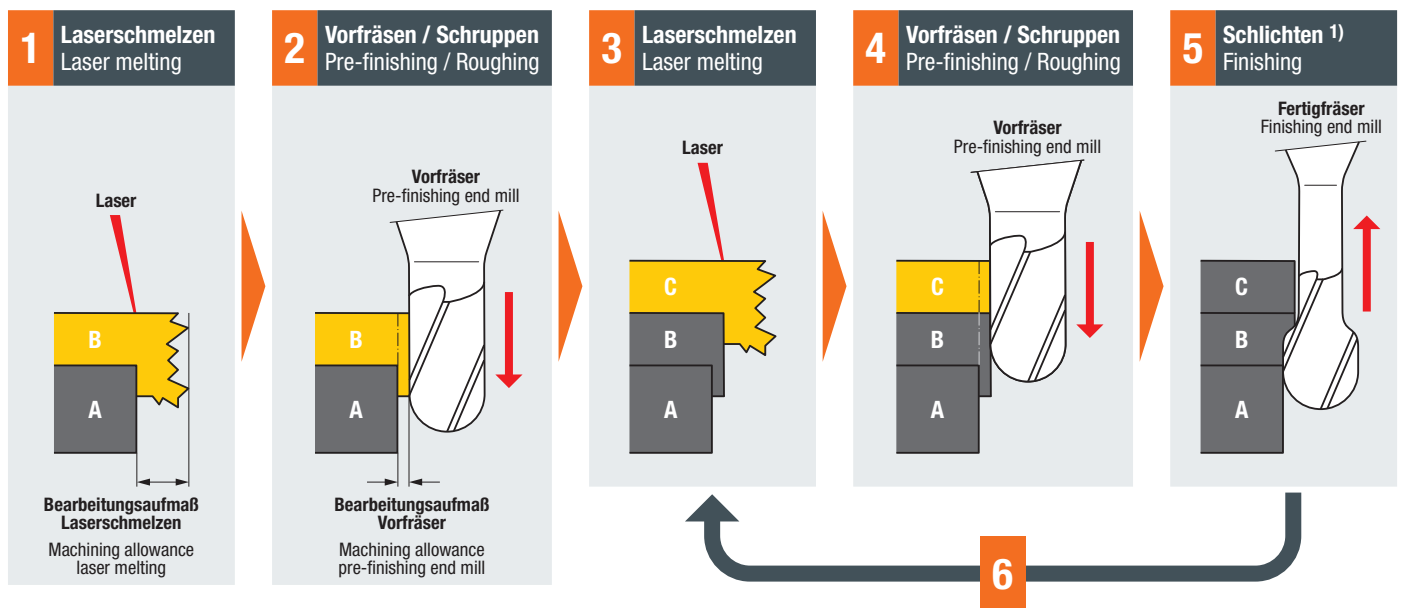 1
Laserschmelzen
Laser melting
Laser
B
A
Bearbeitungsaufmaß
Laserschmelzen
Machining allowance
laser melting
2
Vorfräsen / Schruppen
Pre-finishing / Roughing
Vorfräser
Pre-finishing end mill
B
A
Bearbeitungsaufmaß
Vorfräser
Machining allowance
pre-finishing end mill
3
Laserschmelzen
Laser melting
Laser
C
B
A
4
Vorfräsen / Schruppen
Pre-finishing / Roughing
Vorfräser
Pre-finishing end mill
C
B
A
5
Schlichten 1)
Finishing
Fertigfräser
Finishing end mill
C
B
A
6